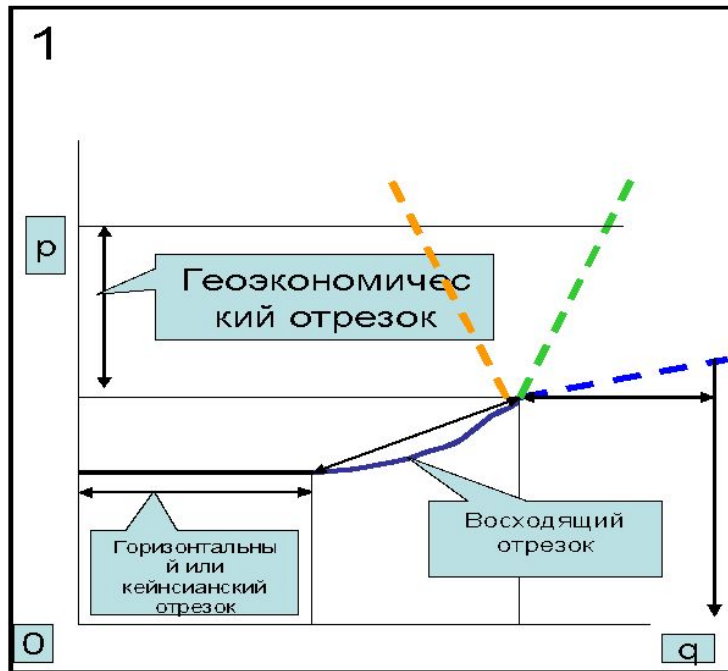 1
p
Геоэкономичес
кий отрезок
Восходящий
отрезок
Горизонтальны
й или
кейнсианский
отрезок
0
q